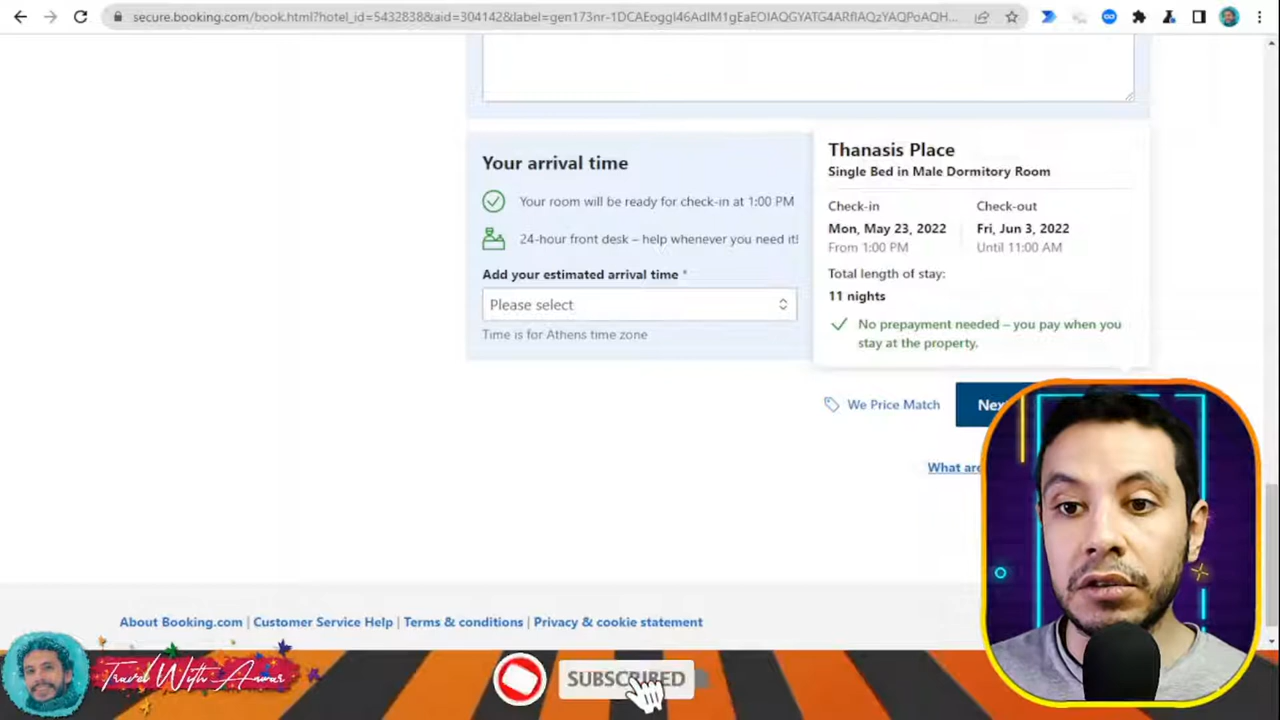 secure.booking.com/book.html?hotel_id=5432838&aid=304142&label=gen173nr-1DCAEoggI46AdIM1gEaEOIAQGYATG4ARfIAQzYAQPoAQH...
Your arrival time
Your room will be ready for check-in at 1:00 PM
24-hour front desk – help whenever you need it!
Add your estimated arrival time *
Please select
Time is for Athens time zone
Thanasis Place
Single Bed in Male Dormitory Room
Check-in
Check-out
Mon, May 23, 2022
Fri, Jun 3, 2022
From 1:00 PM
Until 11:00 AM
Total length of stay:
11 nights
No prepayment needed – you pay when you
stay at the property.
We Price Match
What are
About Booking.com | Customer Service Help | Terms & conditions | Privacy & cookie statement
Travel With Anwar
SUBSCRIBED